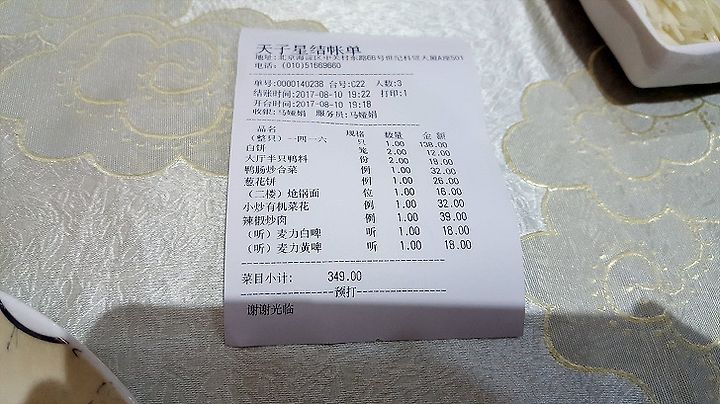 天子星结帐单
地址：北京海淀区中关村东路66号世纪科贸大厦A座501
电话：(010)51669660
单号:0000140238 台号:C22 人数:3
结账时间:2017-08-10 19:22 打印:1
开台时间:2017-08-10 19:18
收银:马娅娟 服务员:马娅娟
品名 规格 数量 金额
（整只）一四一六 只 1.00 138.00
白饼 笼 2.00 12.00
大厅半只鸭料 份 2.00 18.00
鸭肠炒合菜 例 1.00 32.00
葱花饼 例 1.00 26.00
（二楼）炝锅面 位 1.00 16.00
小炒有机菜花 例 1.00 32.00
辣椒炒肉 例 1.00 39.00
（听）麦力白啤 听 1.00 18.00
（听）麦力黄啤 听 1.00 18.00
菜目小计: 349.00
预打
谢谢光临